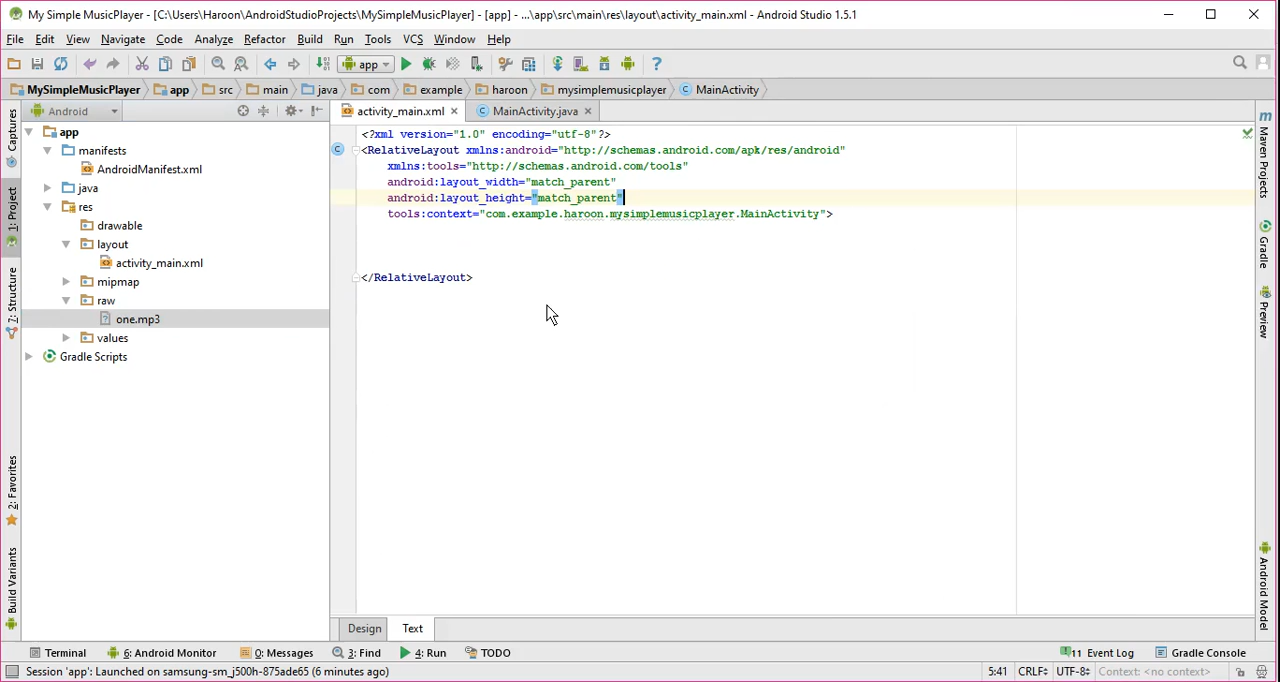 My Simple MusicPlayer - [C:\Users\Haroon\AndroidStudioProjects\MySimpleMusicPlayer] - [app] - ...\app\src\main\res\layout\activity_main.xml - Android Studio 1.5.1
File Edit View Navigate Code Analyze Refactor Build Run Tools VCS Window Help
app
MySimpleMusicPlayer app src main java com example haroon mysimplemusicplayer MainActivity
Android
activity_main.xml
MainActivity.java
Captures
1: Project
7: Structure
2: Favorites
Build Variants
app
manifests
AndroidManifest.xml
java
res
drawable
layout
activity_main.xml
mipmap
raw
one.mp3
values
Gradle Scripts
<?xml version="1.0" encoding="utf-8"?>
<RelativeLayout xmlns:android="http://schemas.android.com/apk/res/android"
xmlns:tools="http://schemas.android.com/tools"
android:layout_width="match_parent"
android:layout_height="match_parent"
tools:context="com.example.haroon.mysimplemusicplayer.MainActivity">
</RelativeLayout>
Maven Projects
Gradle
Preview
Android Model
Design Text
Terminal 6: Android Monitor 0: Messages 3: Find 4: Run TODO 11 Event Log Gradle Console
Session 'app': Launched on samsung-sm_j500h-875ade65 (6 minutes ago) 5:41 CRLF UTF-8 Context: <no context>